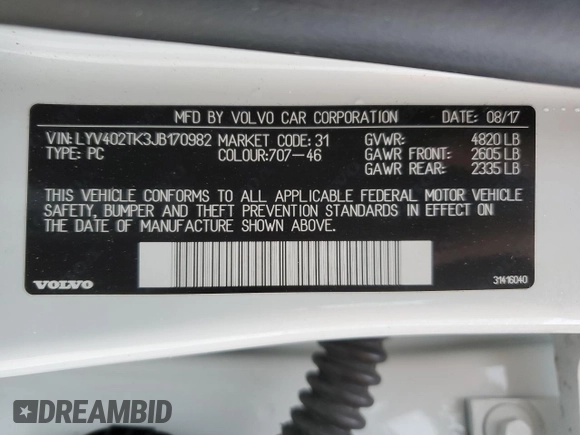 MFD BY VOLVO CAR CORPORATION DATE: 08/17
VIN: LYV402TK3JB170982 MARKET CODE: 31 GVWR: 4820 LB
TYPE: PC COLOUR: 707-46 GAWR FRONT: 2605 LB
GAWR REAR: 2335 LB
THIS VEHICLE CONFORMS TO ALL APPLICABLE FEDERAL MOTOR VEHICLE
SAFETY, BUMPER AND THEFT PREVENTION STANDARDS IN EFFECT ON
THE DATE OF MANUFACTURE SHOWN ABOVE.
VOLVO 31416040
DREAMBID